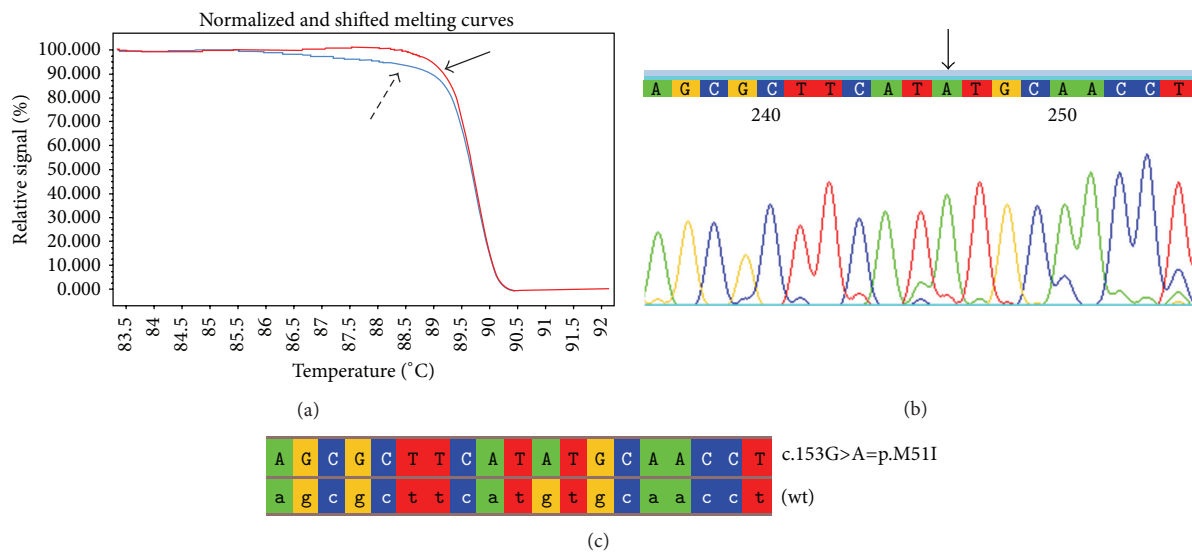 Normalized and shifted melting curves
Relative signal (%)
100.000
90.000
80.000
70.000
60.000
50.000
40.000
30.000
20.000
10.000
0.000
83.5 84 84.5 85 85.5 86 86.5 87 87.5 88 88.5 89 89.5 90 90.5 91 91.5 92
Temperature (°C)
(a)
A G C G C T T C A T A T G C A A C C T
240 250
(b)
A G C G C T T C A T A T G C A A C C T c.153G>A=p.M51I
a g c g c t t c a t g t g c a a c c t (wt)
(c)